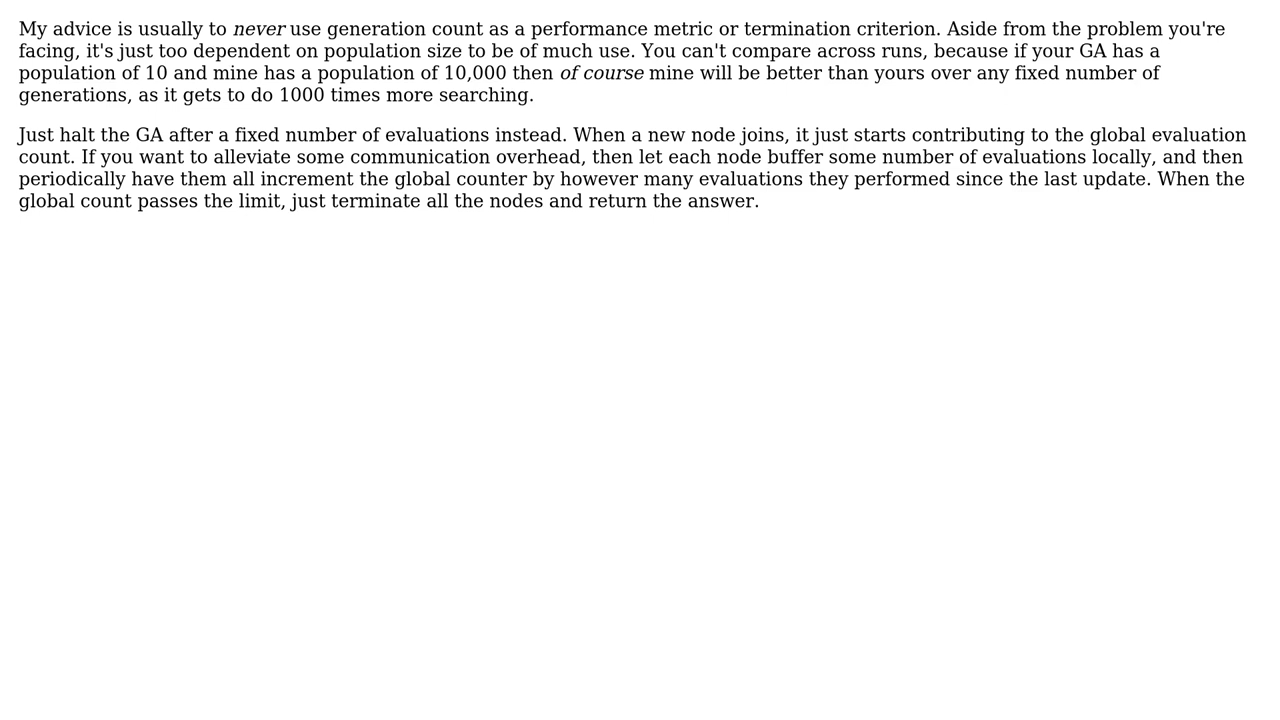 My advice is usually to never use generation count as a performance metric or termination criterion. Aside from the problem you're
facing, it's just too dependent on population size to be of much use. You can't compare across runs, because if your GA has a
population of 10 and mine has a population of 10,000 then of course mine will be better than yours over any fixed number of
generations, as it gets to do 1000 times more searching.
Just halt the GA after a fixed number of evaluations instead. When a new node joins, it just starts contributing to the global evaluation
count. If you want to alleviate some communication overhead, then let each node buffer some number of evaluations locally, and then
periodically have them all increment the global counter by however many evaluations they performed since the last update. When the
global count passes the limit, just terminate all the nodes and return the answer.